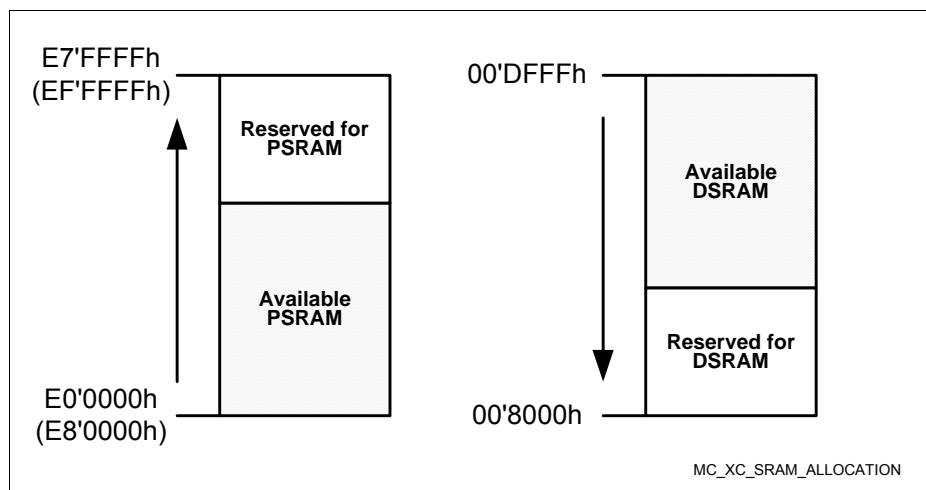 E7'FFFFh
(EF'FFFFh)
Reserved for
PSRAM
Available
PSRAM
E0'0000h
(E8'0000h)
00'DFFFh
Available
DSRAM
Reserved for
DSRAM
00'8000h
MC_XC_SRAM_ALLOCATION